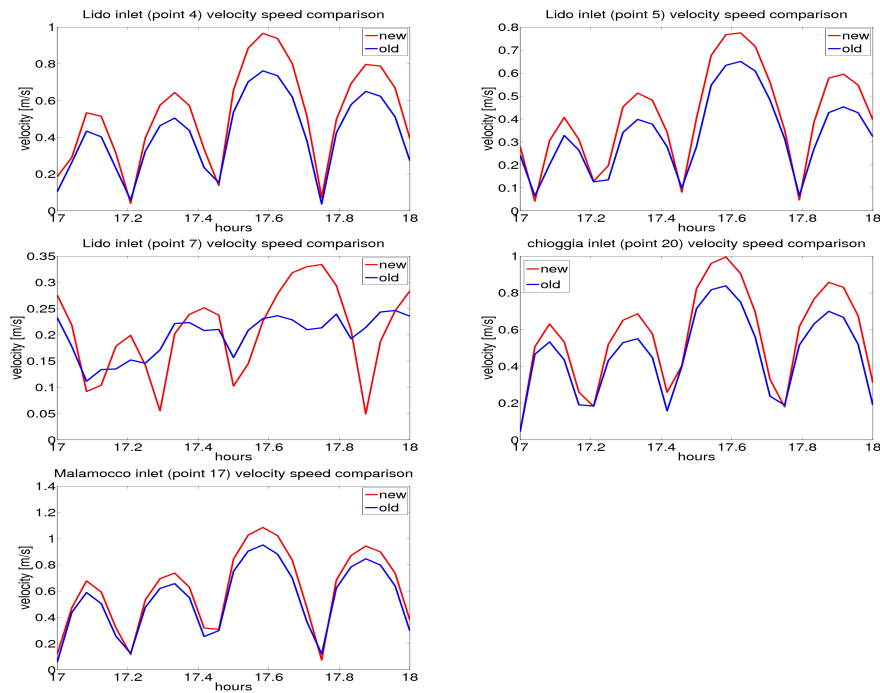 Lido inlet (point 4) velocity speed comparison
1
0.8
0.6
0.4
0.2
0
velocity [m/s]
new
old
17
17.2
17.4
17.6
17.8
18
hours
Lido inlet (point 5) velocity speed comparison
0.8
0.7
0.6
0.5
0.4
0.3
0.2
0.1
0
velocity [m/s]
new
old
17
17.2
17.4
17.6
17.8
18
hours
Lido inlet (point 7) velocity speed comparison
0.35
0.3
0.25
0.2
0.15
0.1
0.05
0
velocity [m/s]
new
old
17
17.2
17.4
17.6
17.8
18
hours
chioggia inlet (point 20) velocity speed comparison
1
0.8
0.6
0.4
0.2
0
velocity [m/s]
new
old
17
17.2
17.4
17.6
17.8
18
hours
Malamocco inlet (point 17) velocity speed comparison
1.4
1.2
1
0.8
0.6
0.4
0.2
0
velocity [m/s]
new
old
17
17.2
17.4
17.6
17.8
18
hours